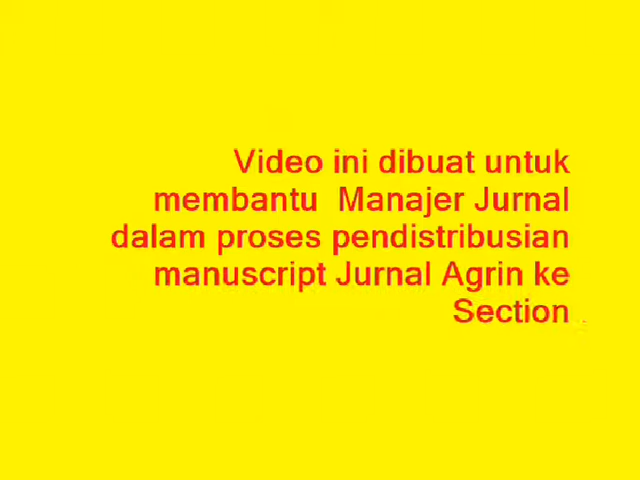 Video ini dibuat untuk
membantu  Manajer Jurnal
dalam proses pendistribusian
manuscript Jurnal Agrin ke
Section